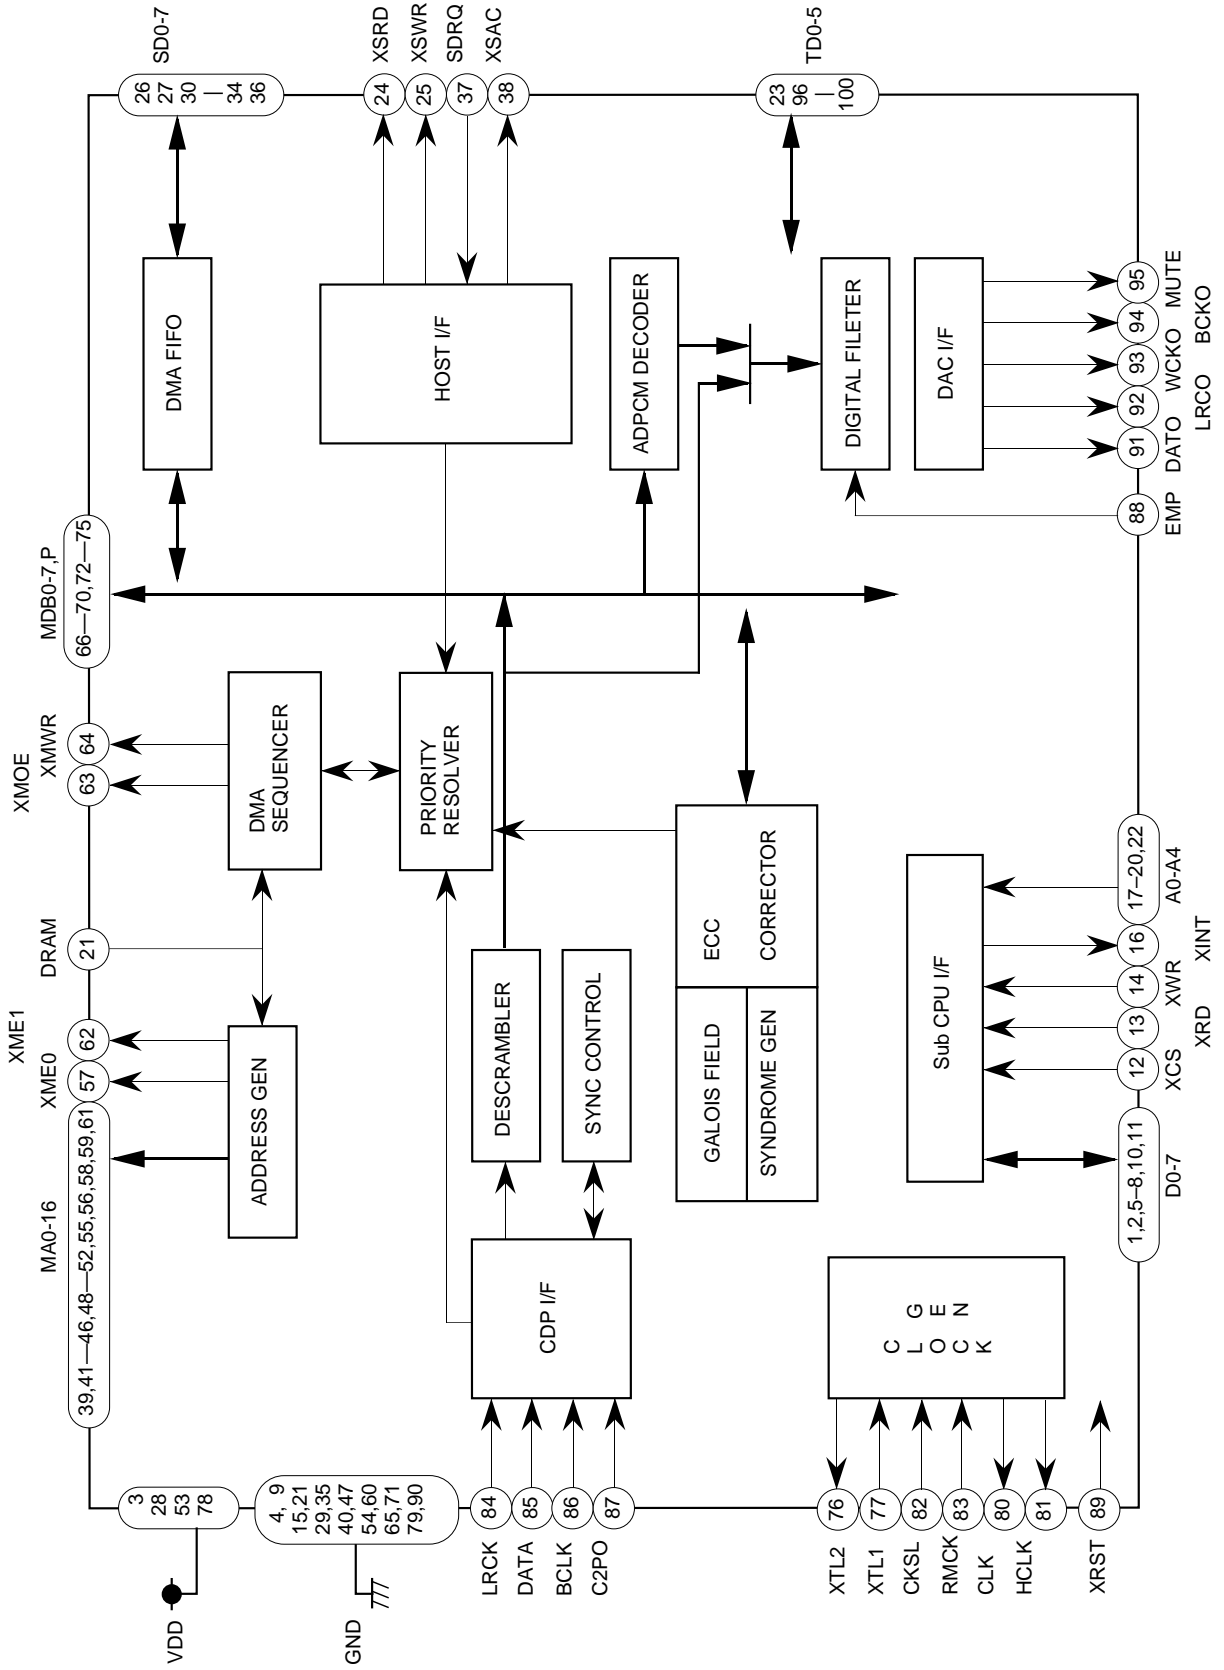 VDD
3
28
53
78
GND
4, 9
15,21
29,35
40,47
54,60
65,71
79,90
MA0-16
39,41—46,48—52,55,56,58,59,61
XME0
57
XME1
62
DRAM
21
XMOE
63
XMWR
64
MDB0-7,P
66—70,72—75
SD0-7
26
27
30
|
34
36
XSRD
24
XSWR
25
SDRQ
37
XSAC
38
TD0-5
23
96
|
100
ADDRESS GEN
DMA
SEQUENCER
DMA FIFO
PRIORITY
RESOLVER
HOST I/F
LRCK
84
DATA
85
BCLK
86
C2PO
87
CDP I/F
DESCRAMBLER
SYNC CONTROL
GALOIS FIELD
SYNDROME GEN
ECC
CORRECTOR
ADPCM DECODER
DIGITAL FILETER
DAC I/F
XTL2
76
XTL1
77
CKSL
82
RMCK
83
CLK
80
HCLK
81
XRST
89
CLOCK
GEN
Sub CPU I/F
1,2,5–8,10,11
D0-7
12
XCS
13
XRD
14
XWR
16
XINT
17–20,22
A0-A4
88
EMP
91
DATO
92
LRCO
93
WCKO
94
BCKO
95
MUTE